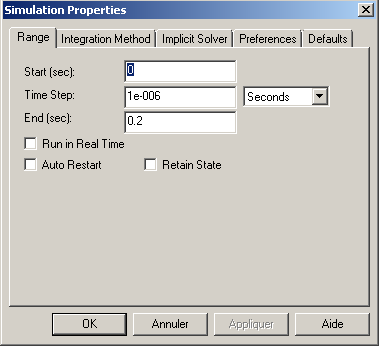 Simulation Properties
Range Integration Method Implicit Solver Preferences Defaults
Start (sec): 0
Time Step: 1e-006 Seconds
End (sec): 0.2
Run in Real Time
Auto Restart Retain State
OK Annuler Appliquer Aide